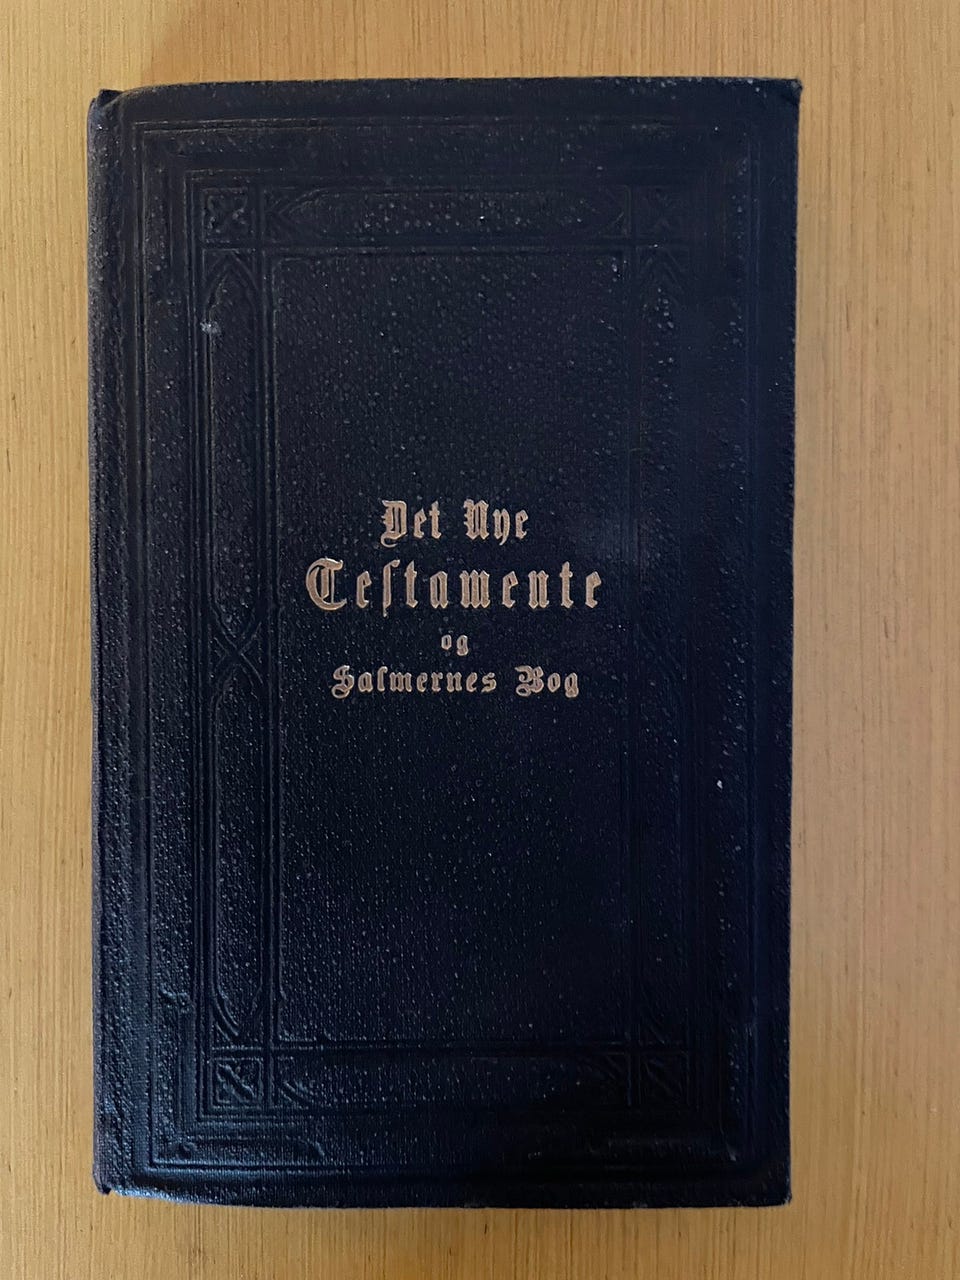 Det Nye
Teſtamente
og
Salmernes Bog